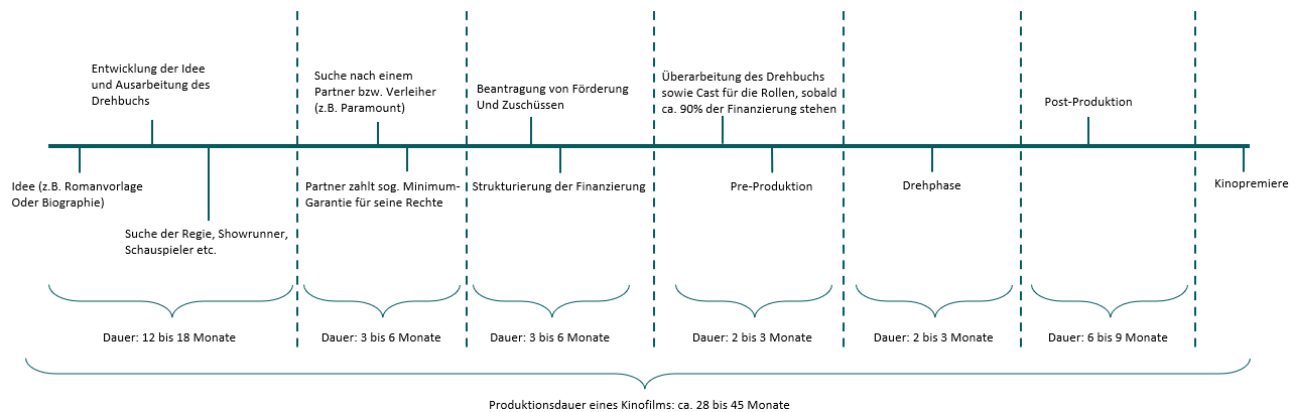 Entwicklung der Idee
und Ausarbeitung des
Drehbuchs
Idee (z.B. Romanvorlage
Oder Biographie)
Suche der Regie, Showrunner,
Schauspieler etc.
Suche nach einem
Partner bzw. Verleiher
(z.B. Paramount)
Partner zahlt sog. Minimum-
Garantie für seine Rechte
Beantragung von Förderung
Und Zuschüssen
Strukturierung der Finanzierung
Überarbeitung des Drehbuchs
sowie Cast für die Rollen, sobald
ca. 90% der Finanzierung stehen
Pre-Produktion
Drehphase
Post-Produktion
Kinopremiere
Dauer: 12 bis 18 Monate
Dauer: 3 bis 6 Monate
Dauer: 3 bis 6 Monate
Dauer: 2 bis 3 Monate
Dauer: 2 bis 3 Monate
Dauer: 6 bis 9 Monate
Produktionsdauer eines Kinofilms: ca. 28 bis 45 Monate